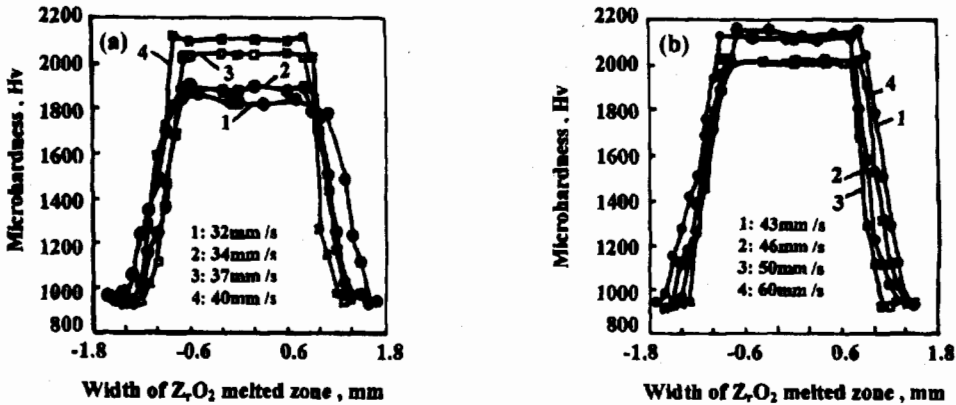 (a)
Microhardness , Hv
2200
2000
1800
1600
1400
1200
1000
800
4
3
2
1
1: 32mm /s
2: 34mm /s
3: 37mm /s
4: 40mm /s
-1.8 -0.6 0.6 1.8
Width of ZrO2 melted zone , mm
(b)
Microhardness , Hv
2200
2000
1800
1600
1400
1200
1000
800
4
1
2
3
1: 43mm /s
2: 46mm /s
3: 50mm /s
4: 60mm /s
-1.8 -0.6 0.6 1.8
Width of ZrO2 melted zone , mm